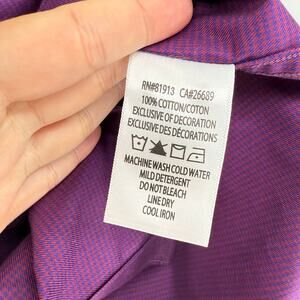 RN#81913 CA#26689
100% COTTON/COTON
EXCLUSIVE OF DECORATION
EXCLUSIVE DES DÉCORATIONS
MACHINE WASH COLD WATER
MILD DETERGENT
DO NOT BLEACH
LINE DRY
COOL IRON